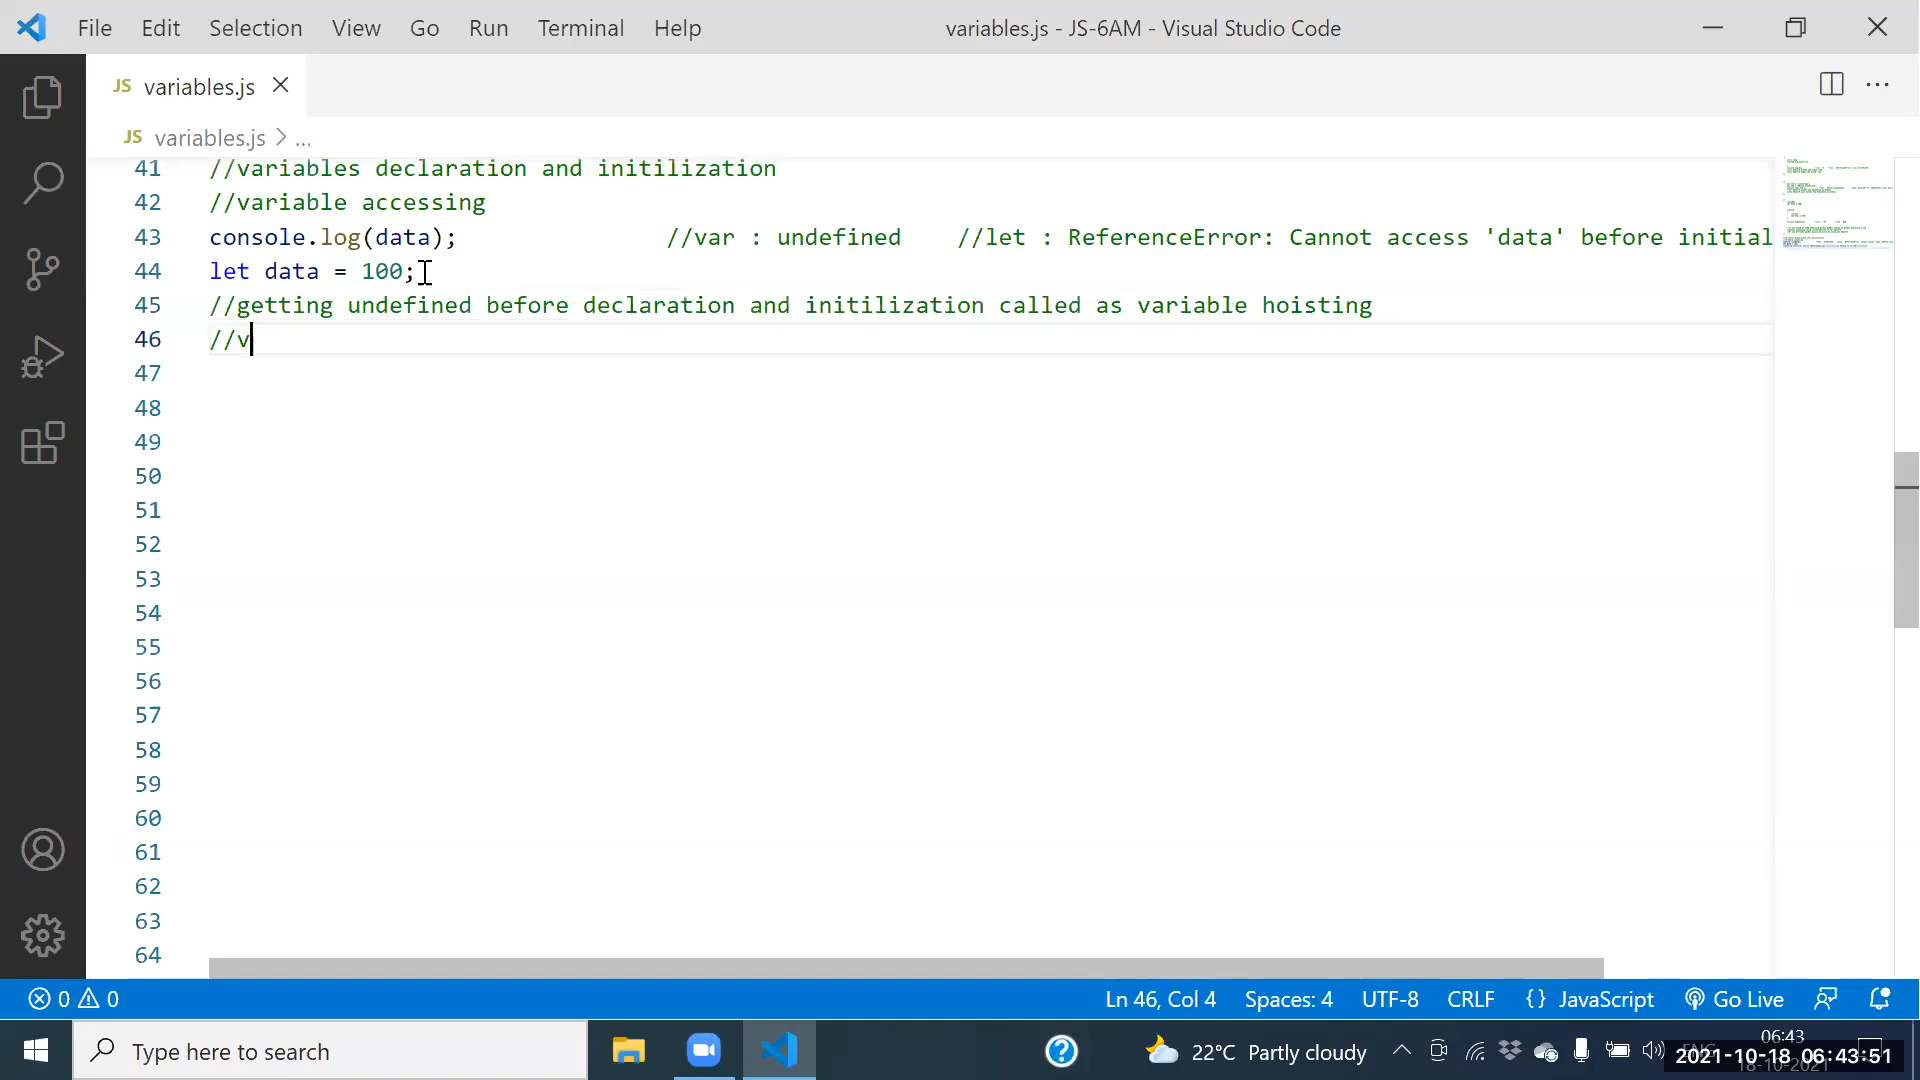 File Edit Selection View Go Run Terminal Help variables.js - JS-6AM - Visual Studio Code
JS variables.js
JS variables.js > ...
41 //variables declaration and initilization
42 //variable accessing
43 console.log(data); //var : undefined //let : ReferenceError: Cannot access 'data' before initial
44 let data = 100;
45 //getting undefined before declaration and initilization called as variable hoisting
46 //v
47
48
49
50
51
52
53
54
55
56
57
58
59
60
61
62
63
64
0 0 Ln 46, Col 4 Spaces: 4 UTF-8 CRLF {} JavaScript Go Live
Type here to search
22°C Partly cloudy
06:43
2021-10-18 06:43:51